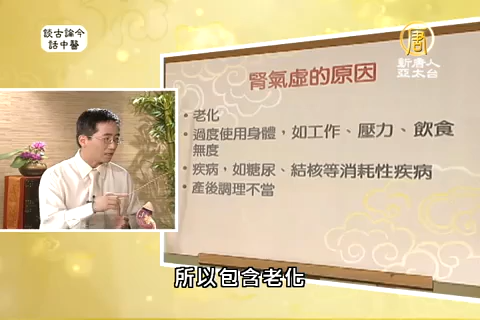 談古論今
話中醫
新唐人
亞太台
腎氣虛的原因
• 老化
• 過度使用身體，如工作、壓力、飲食
無度
• 疾病，如糖尿、結核等消耗性疾病
• 產後調理不當
所以包含老化